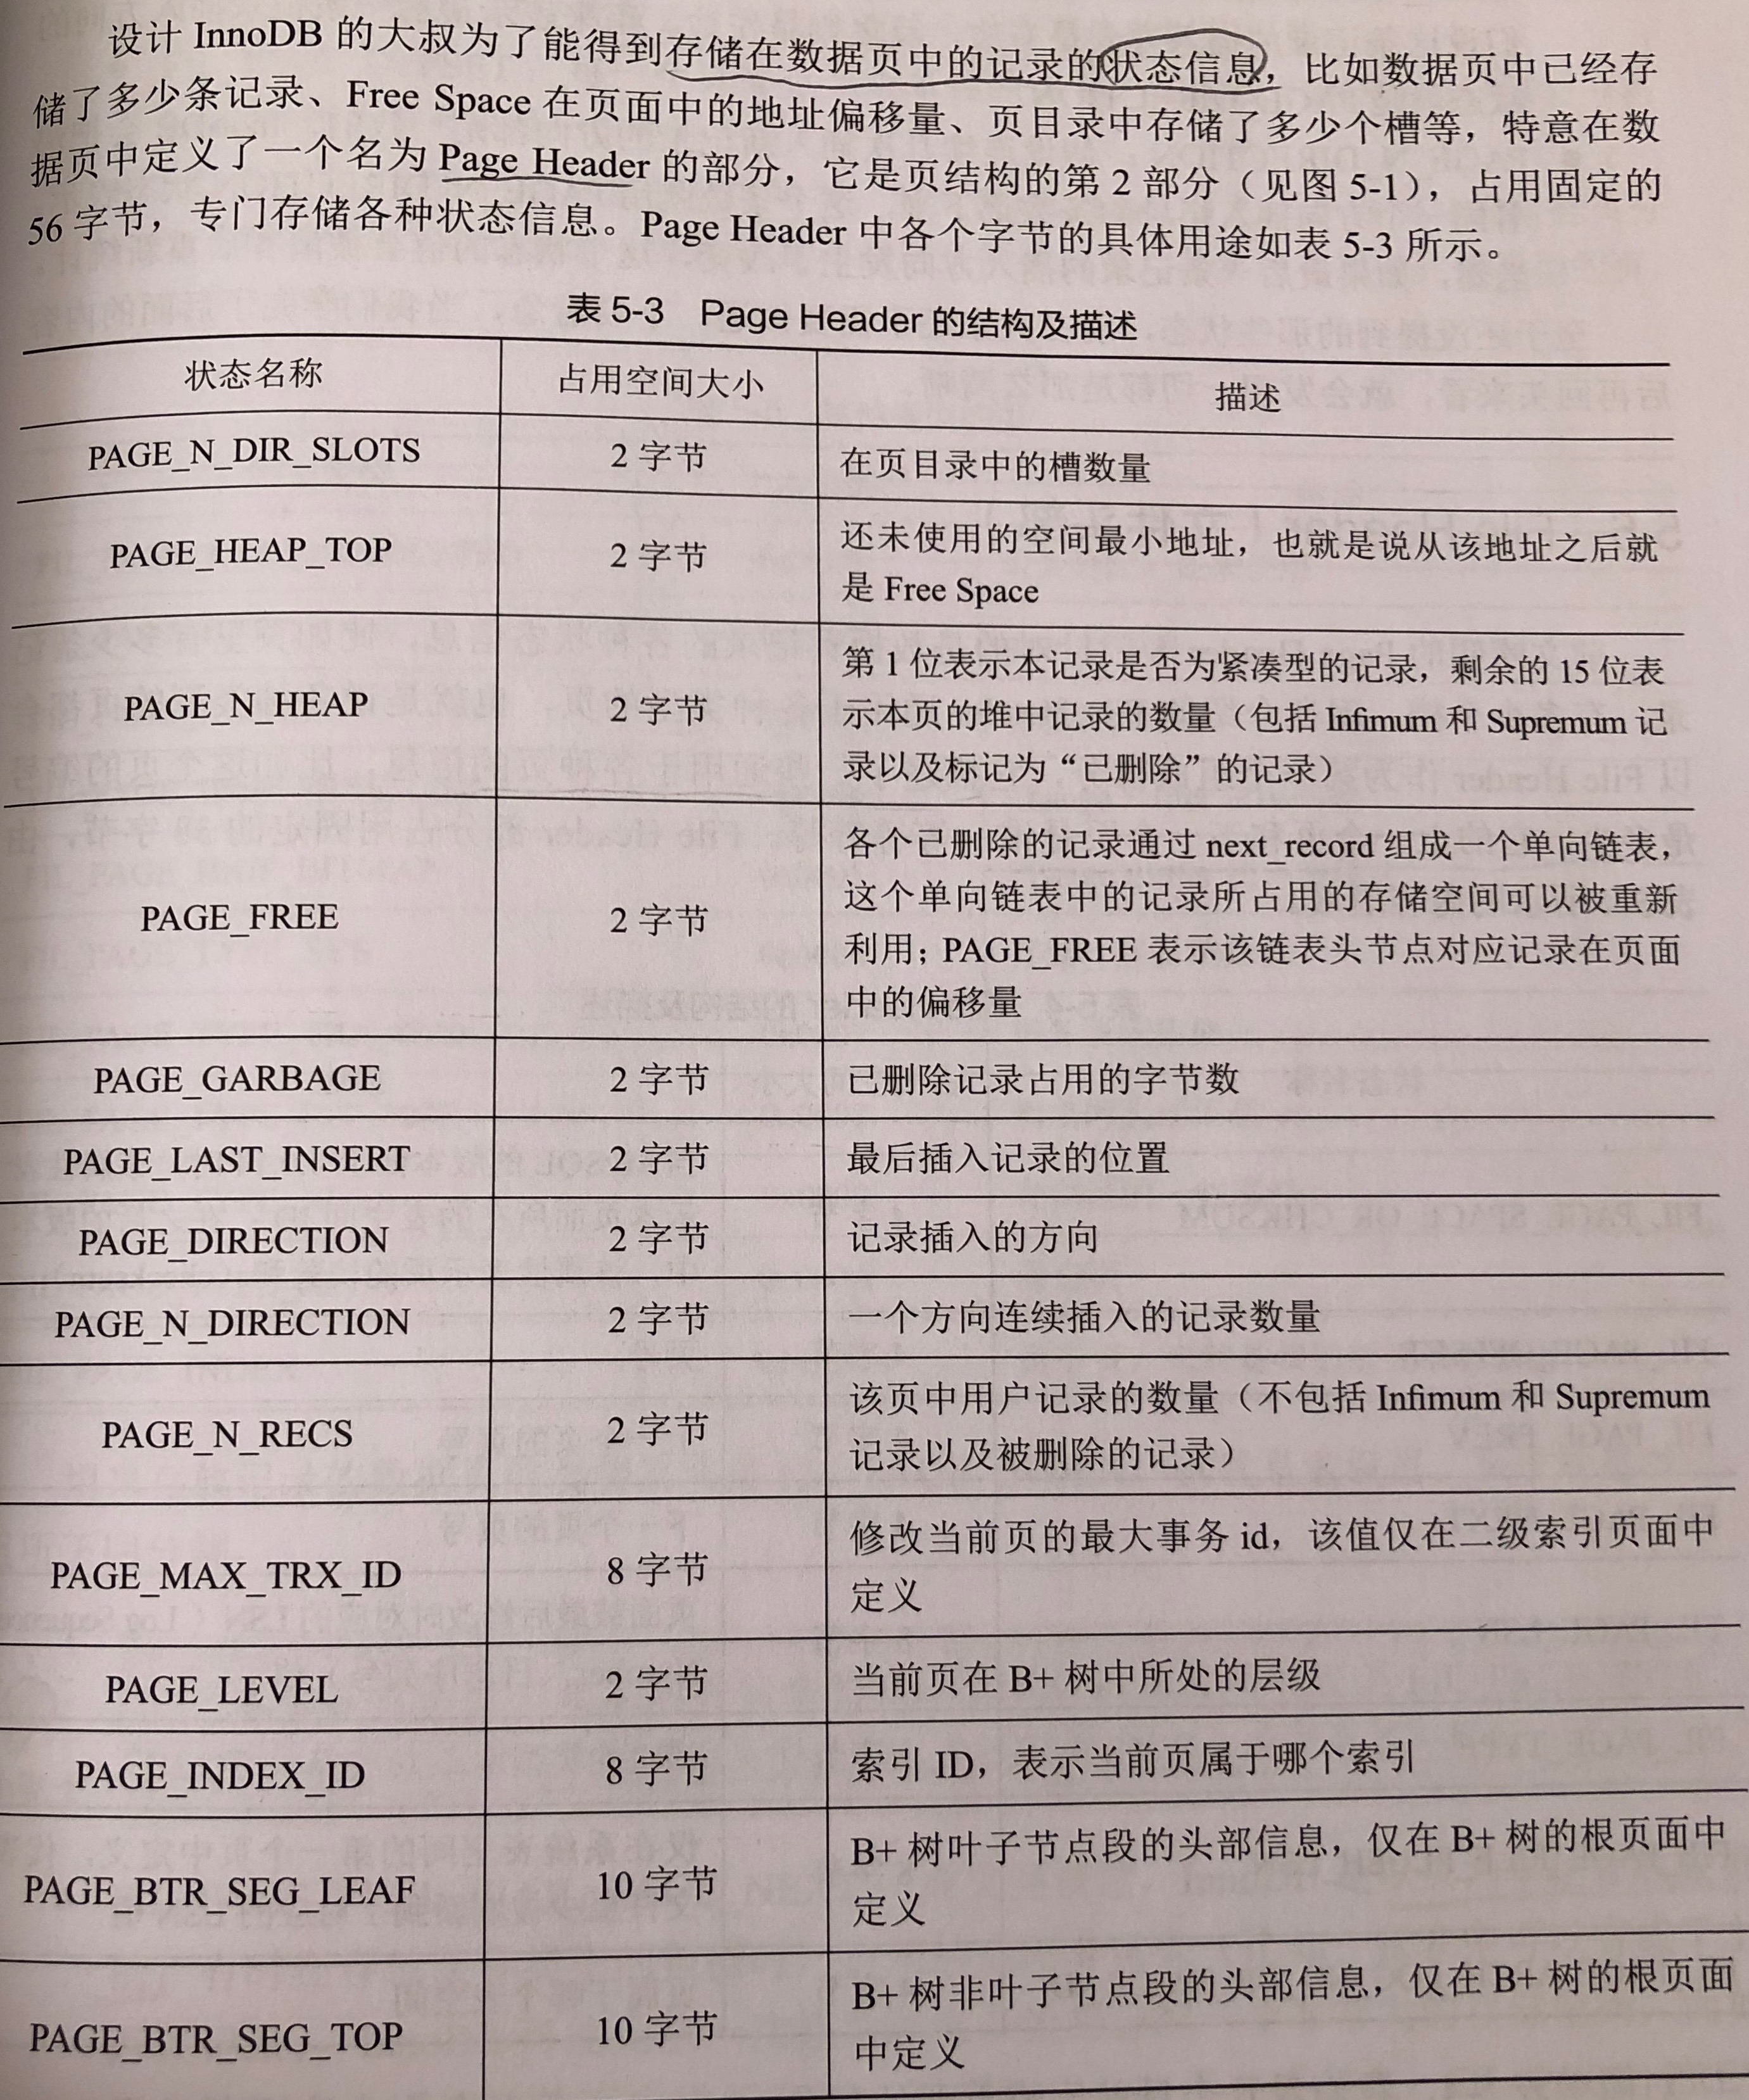 设计 InnoDB 的大叔为了能得到存储在数据页中的记录的状态信息，比如数据页中已经存
储了多少条记录、Free Space 在页面中的地址偏移量、页目录中存储了多少个槽等，特意在数
据页中定义了一个名为 Page Header 的部分，它是页结构的第 2 部分（见图 5-1），占用固定的
56 字节，专门存储各种状态信息。Page Header 中各个字节的具体用途如表 5-3 所示。
表 5-3 Page Header 的结构及描述
状态名称 占用空间大小 描述
PAGE_N_DIR_SLOTS 2 字节 在页目录中的槽数量
PAGE_HEAP_TOP 2 字节 还未使用的空间最小地址，也就是说从该地址之后就
是 Free Space
PAGE_N_HEAP 2 字节 第 1 位表示本记录是否为紧凑型的记录，剩余的 15 位表
示本页的堆中记录的数量（包括 Infimum 和 Supremum 记
录以及标记为“已删除”的记录）
PAGE_FREE 2 字节 各个已删除的记录通过 next_record 组成一个单向链表，
这个单向链表中的记录所占用的存储空间可以被重新
利用；PAGE_FREE 表示该链表头节点对应记录在页面
中的偏移量
PAGE_GARBAGE 2 字节 已删除记录占用的字节数
PAGE_LAST_INSERT 2 字节 最后插入记录的位置
PAGE_DIRECTION 2 字节 记录插入的方向
PAGE_N_DIRECTION 2 字节 一个方向连续插入的记录数量
PAGE_N_RECS 2 字节 该页中用户记录的数量（不包括 Infimum 和 Supremum
记录以及被删除的记录）
PAGE_MAX_TRX_ID 8 字节 修改当前页的最大事务 id，该值仅在二级索引页面中
定义
PAGE_LEVEL 2 字节 当前页在 B+ 树中所处的层级
PAGE_INDEX_ID 8 字节 索引 ID，表示当前页属于哪个索引
PAGE_BTR_SEG_LEAF 10 字节 B+ 树叶子节点段的头部信息，仅在 B+ 树的根页面中
定义
PAGE_BTR_SEG_TOP 10 字节 B+ 树非叶子节点段的头部信息，仅在 B+ 树的根页面
中定义